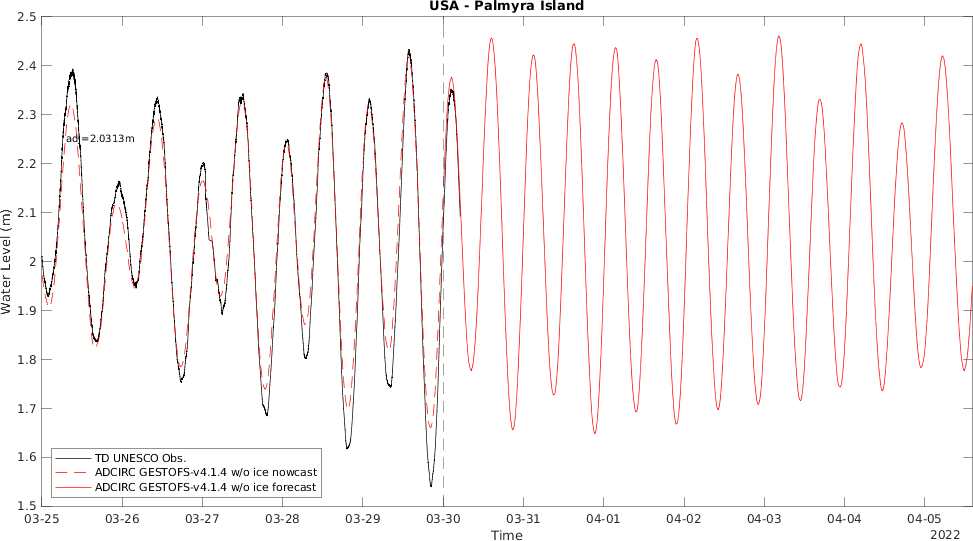 USA - Palmyra Island
2.5
2.4
2.3
2.2
2.1
2
1.9
1.8
1.7
1.6
1.5
Water Level (m)
adj=2.0313m
TD UNESCO Obs.
ADCIRC GESTOFS-v4.1.4 w/o ice nowcast
ADCIRC GESTOFS-v4.1.4 w/o ice forecast
03-25 03-26 03-27 03-28 03-29 03-30 03-31 04-01 04-02 04-03 04-04 04-05
Time
2022